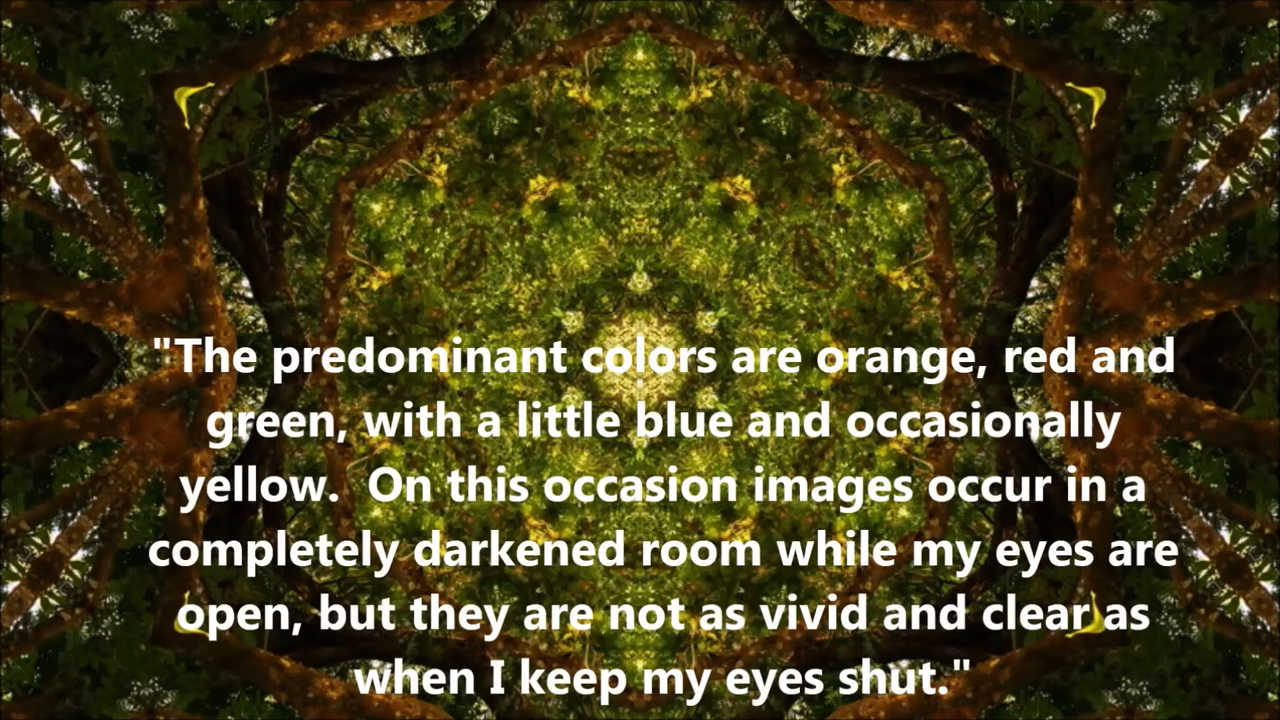 "The predominant colors are orange, red and
green, with a little blue and occasionally
yellow.  On this occasion images occur in a
completely darkened room while my eyes are
open, but they are not as vivid and clear as
when I keep my eyes shut."